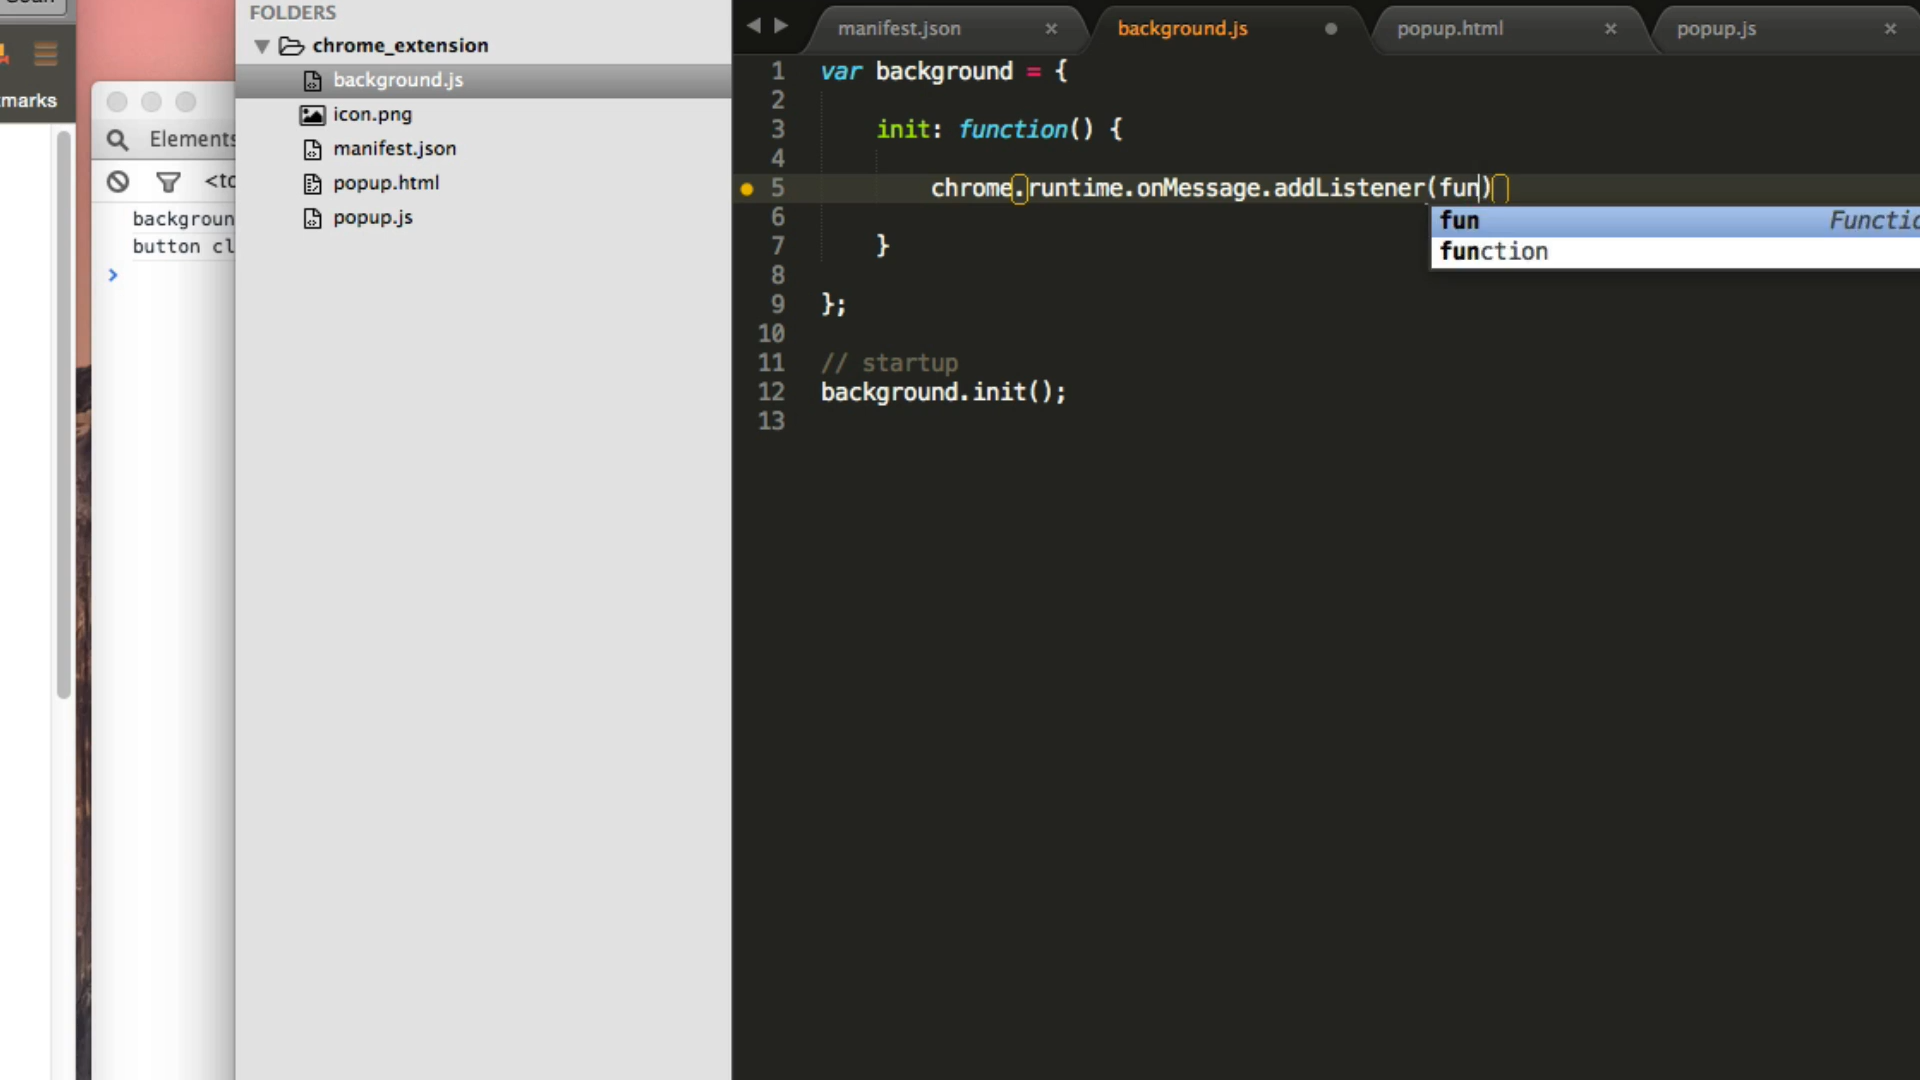 FOLDERS
chrome_extension
background.js
icon.png
manifest.json
popup.html
popup.js
marks
Elements
<to
backgroun
button cl
>
manifest.json × background.js popup.html × popup.js ×
1 var background = {
2
3 init: function() {
4
5 chrome.runtime.onMessage.addListener(fun)
6
7 }
8
9 };
10
11 // startup
12 background.init();
13
fun Functio
function